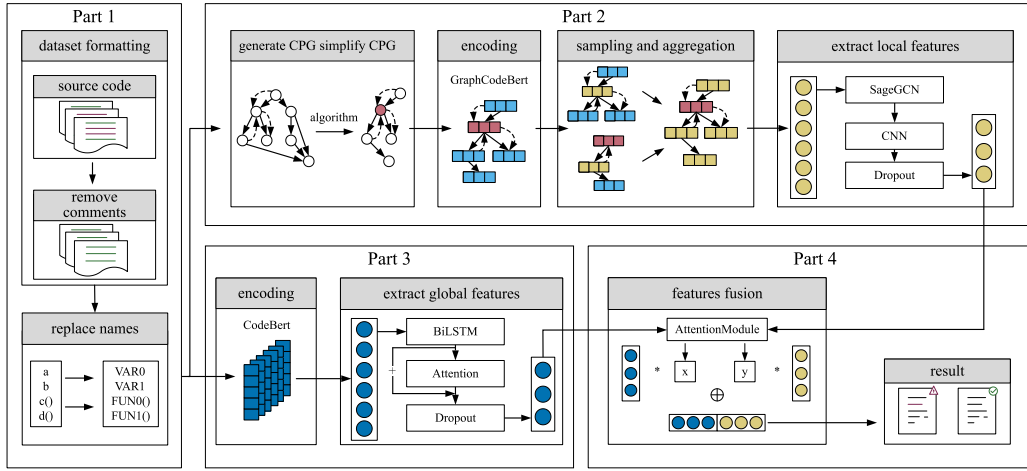 Part 1
dataset formatting
source code
remove
comments
replace names
a
b
c()
d()
VAR0
VAR1
FUN0()
FUN1()
Part 2
generate CPG simplify CPG
algorithm
encoding
GraphCodeBert
sampling and aggregation
extract local features
SageGCN
CNN
Dropout
Part 3
encoding
CodeBert
extract global features
BiLSTM
+
Attention
Dropout
Part 4
features fusion
AttentionModule
*
x
y
*
result